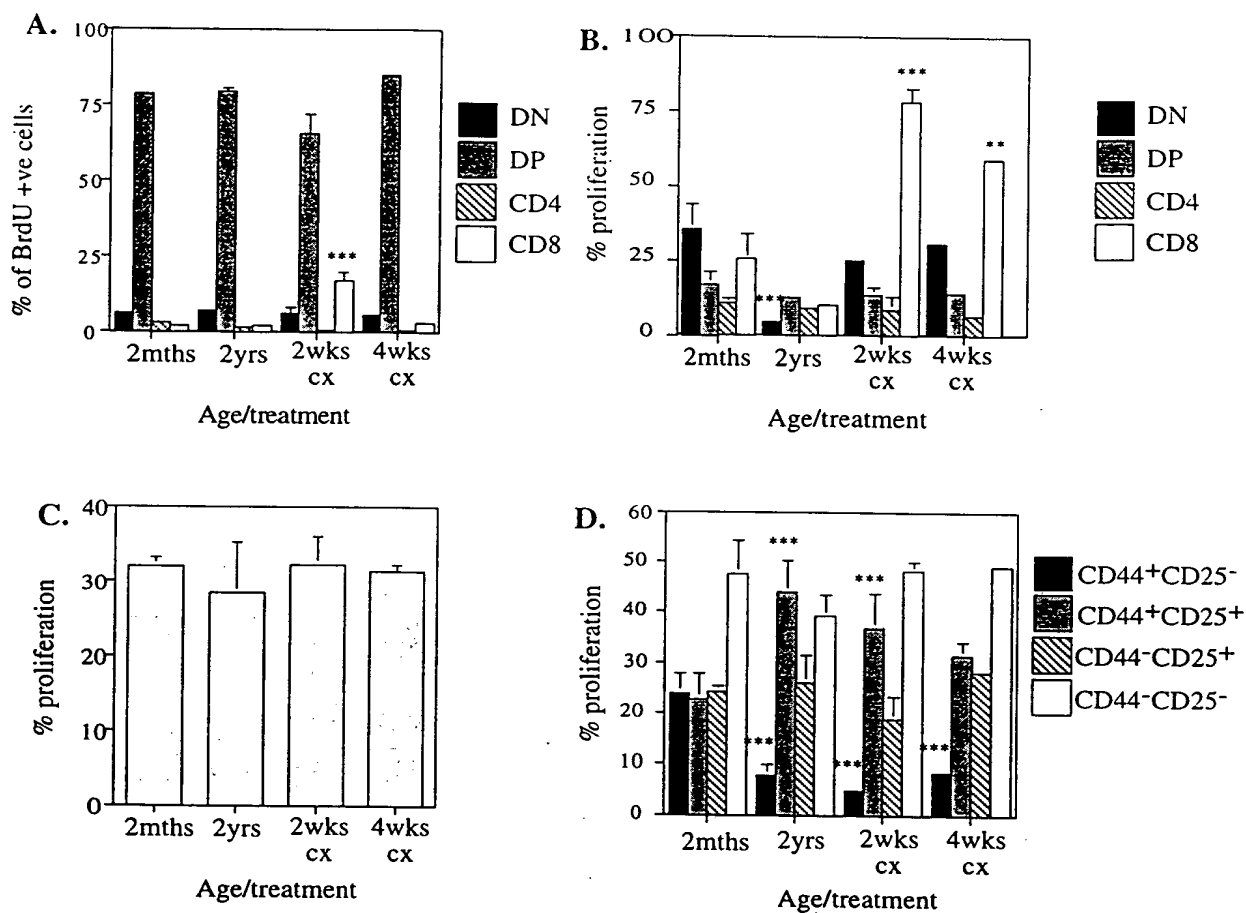 A.
100
75
50
25
0
% of BrdU +ve cells
2mths 2yrs 2wks cx 4wks cx
Age/treatment
***
DN
DP
CD4
CD8
B.
100
75
50
25
0
% proliferation
2mths 2yrs 2wks cx 4wks cx
Age/treatment
***
***
**
DN
DP
CD4
CD8
C.
40
30
20
10
0
% proliferation
2mths 2yrs 2wks cx 4wks cx
Age/treatment
D.
60
50
40
30
20
10
0
% proliferation
2mths 2yrs 2wks cx 4wks cx
Age/treatment
***
***
***
***
***
CD44⁺CD25⁻
CD44⁺CD25⁺
CD44⁻CD25⁺
CD44⁻CD25⁻